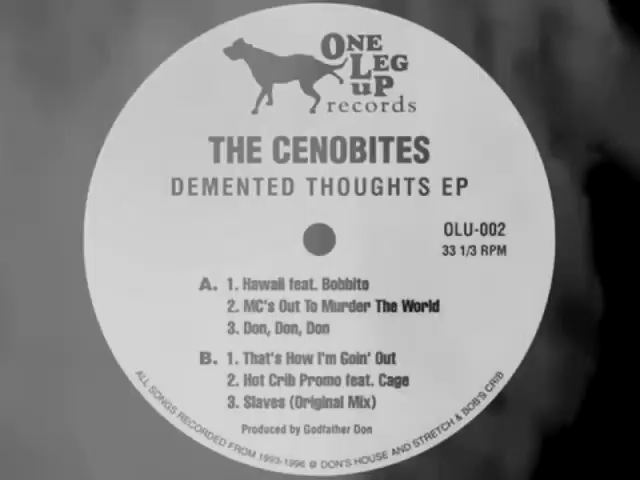 ONE
LEG
UP
records
THE CENOBITES
DEMENTED THOUGHTS EP
OLU-002
33 1/3 RPM
A. 1. Hawaii feat. Bobbito
2. MC's Out To Murder The World
3. Don, Don, Don
B. 1. That's How I'm Goin' Out
2. Hot Crib Promo feat. Cage
3. Slaves (Original Mix)
Produced by Godfather Don
ALL SONGS RECORDED FROM 1993-1996 @ DON'S HOUSE AND STRETCH & BOB'S CRIB